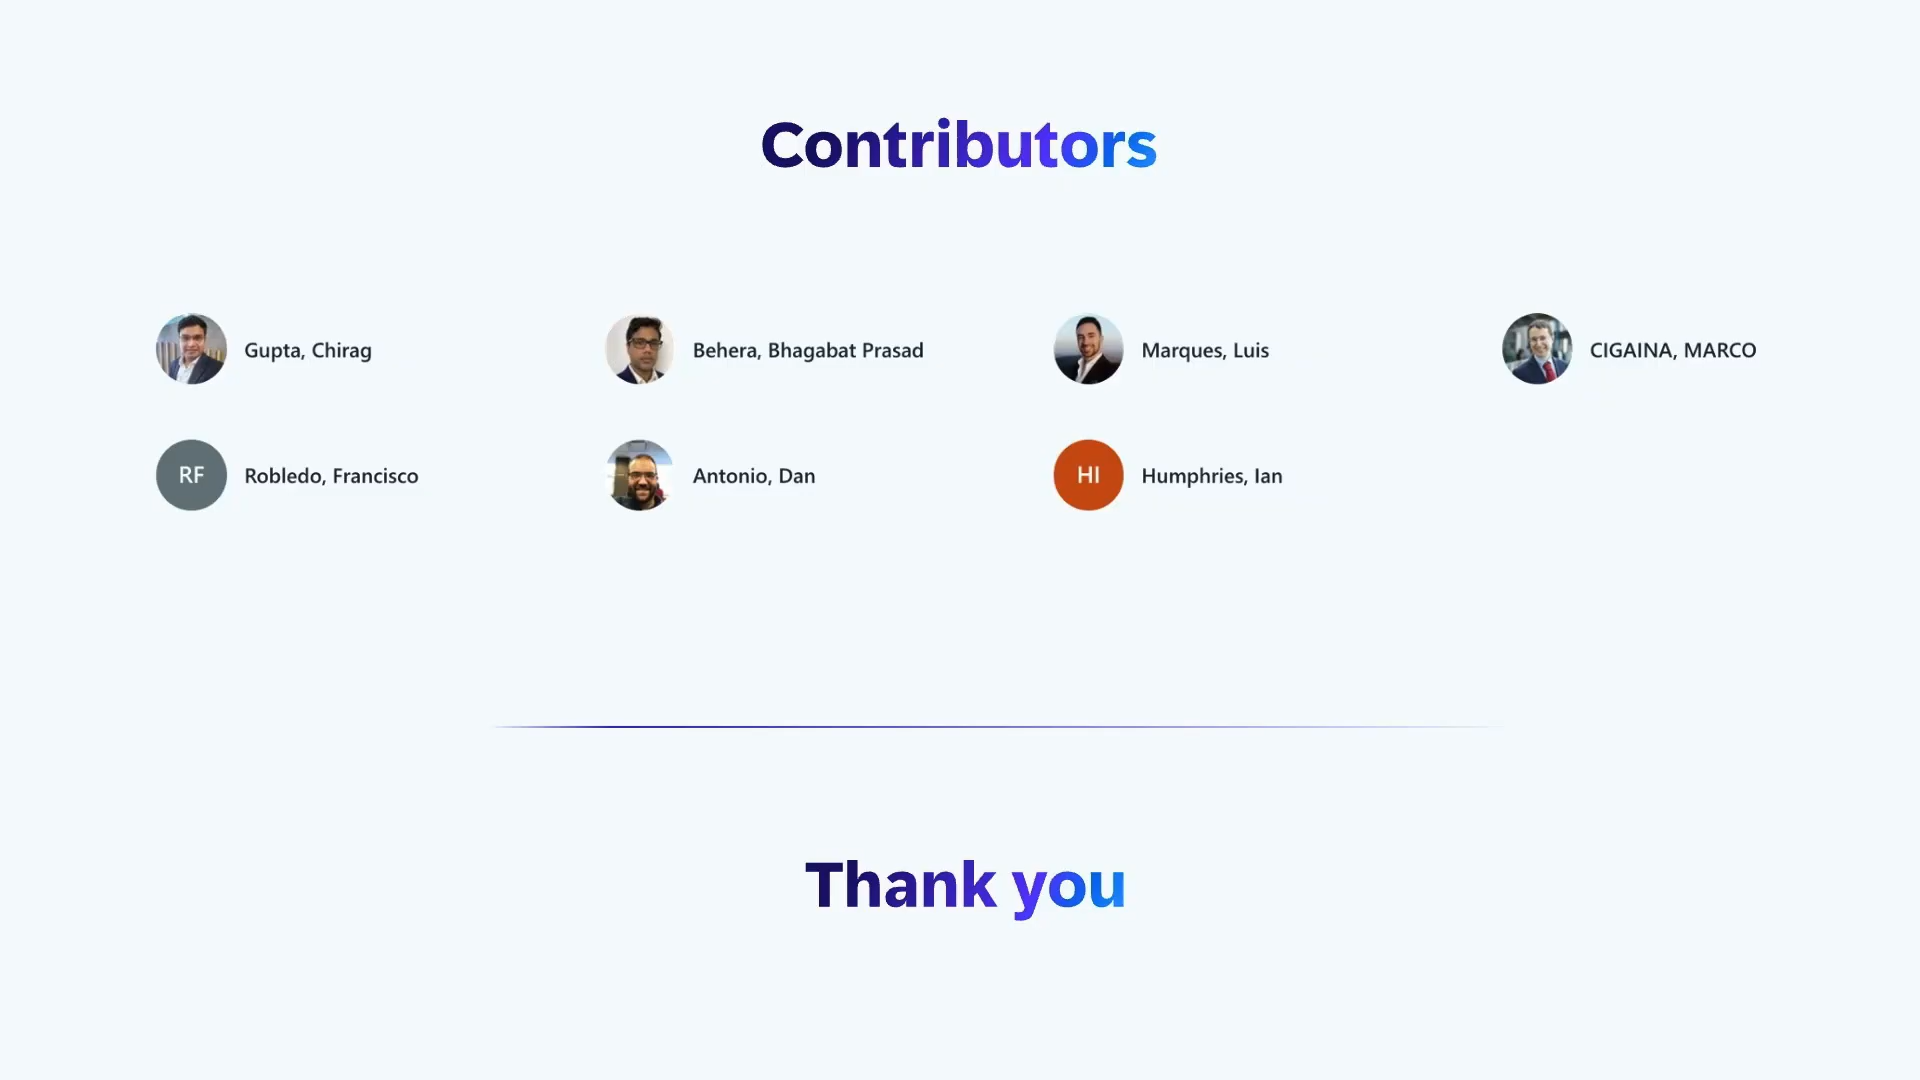 Contributors
Gupta, Chirag
Behera, Bhagabat Prasad
Marques, Luis
CIGAINA, MARCO
RF
Robledo, Francisco
Antonio, Dan
HI
Humphries, Ian
Thank you